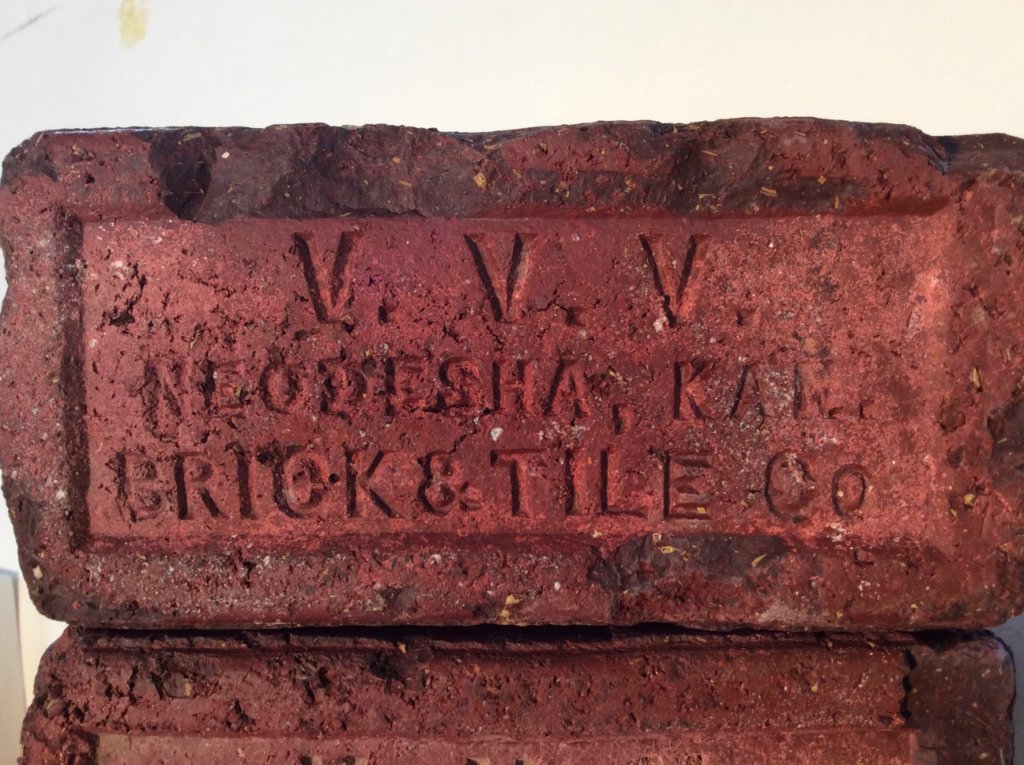 V. V. V.
NEODESHA, KAN.
BRICK & TILE Co